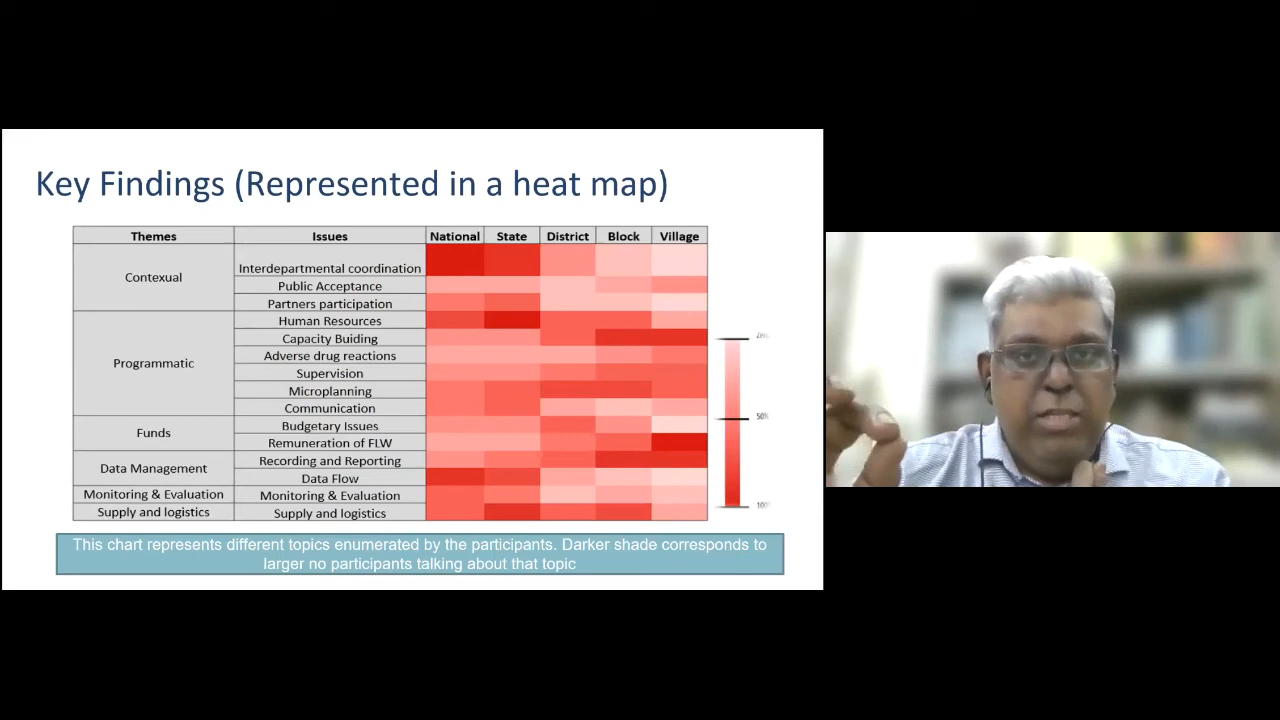 Key Findings (Represented in a heat map)
Themes Issues National State District Block Village
Contexual
Interdepartmental coordination
Public Acceptance
Partners participation
Programmatic
Human Resources
Capacity Buiding
Adverse drug reactions
Supervision
Microplanning
Communication
Funds
Budgetary Issues
Remuneration of FLW
Data Management
Recording and Reporting
Data Flow
Monitoring & Evaluation Monitoring & Evaluation
Supply and logistics Supply and logistics
50%
100%
This chart represents different topics enumerated by the participants. Darker shade corresponds to
larger no participants talking about that topic